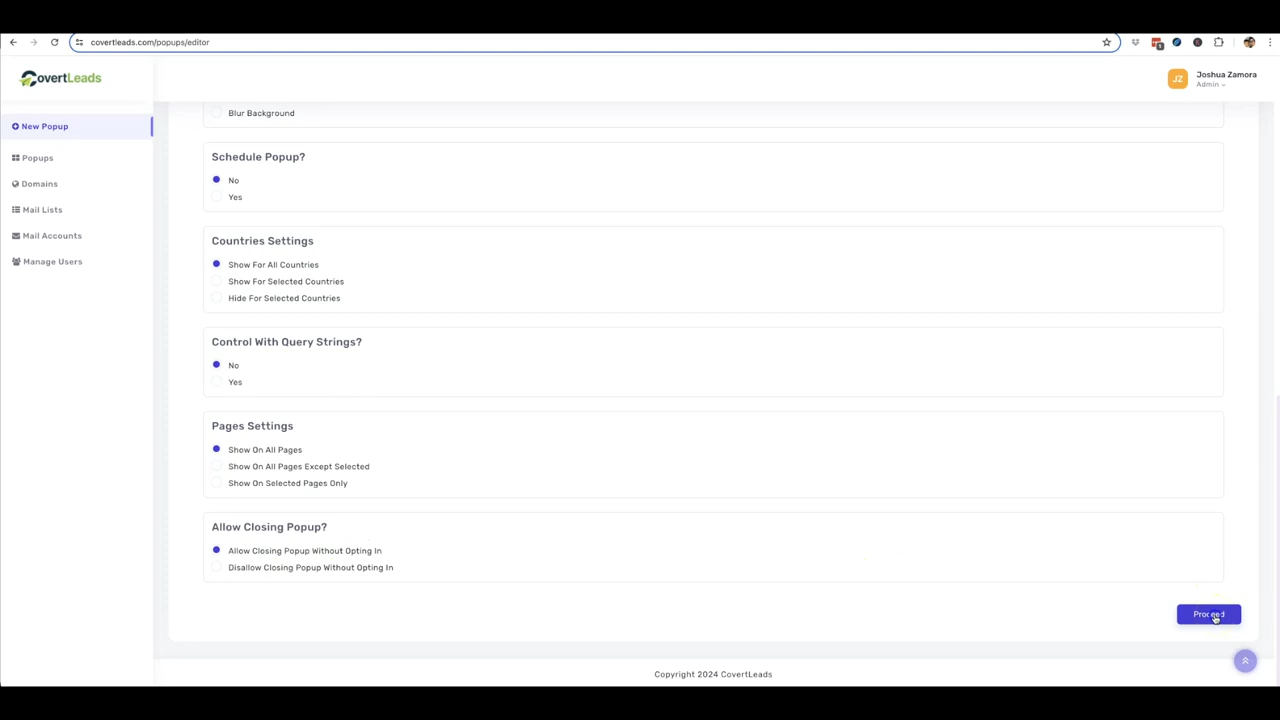 covertleads.com/popups/editor
CovertLeads
JZ
Joshua Zamora
Admin
New Popup
Popups
Domains
Mail Lists
Mail Accounts
Manage Users
Blur Background
Schedule Popup?
No
Yes
Countries Settings
Show For All Countries
Show For Selected Countries
Hide For Selected Countries
Control With Query Strings?
No
Yes
Pages Settings
Show On All Pages
Show On All Pages Except Selected
Show On Selected Pages Only
Allow Closing Popup?
Allow Closing Popup Without Opting In
Disallow Closing Popup Without Opting In
Proceed
Copyright 2024 CovertLeads